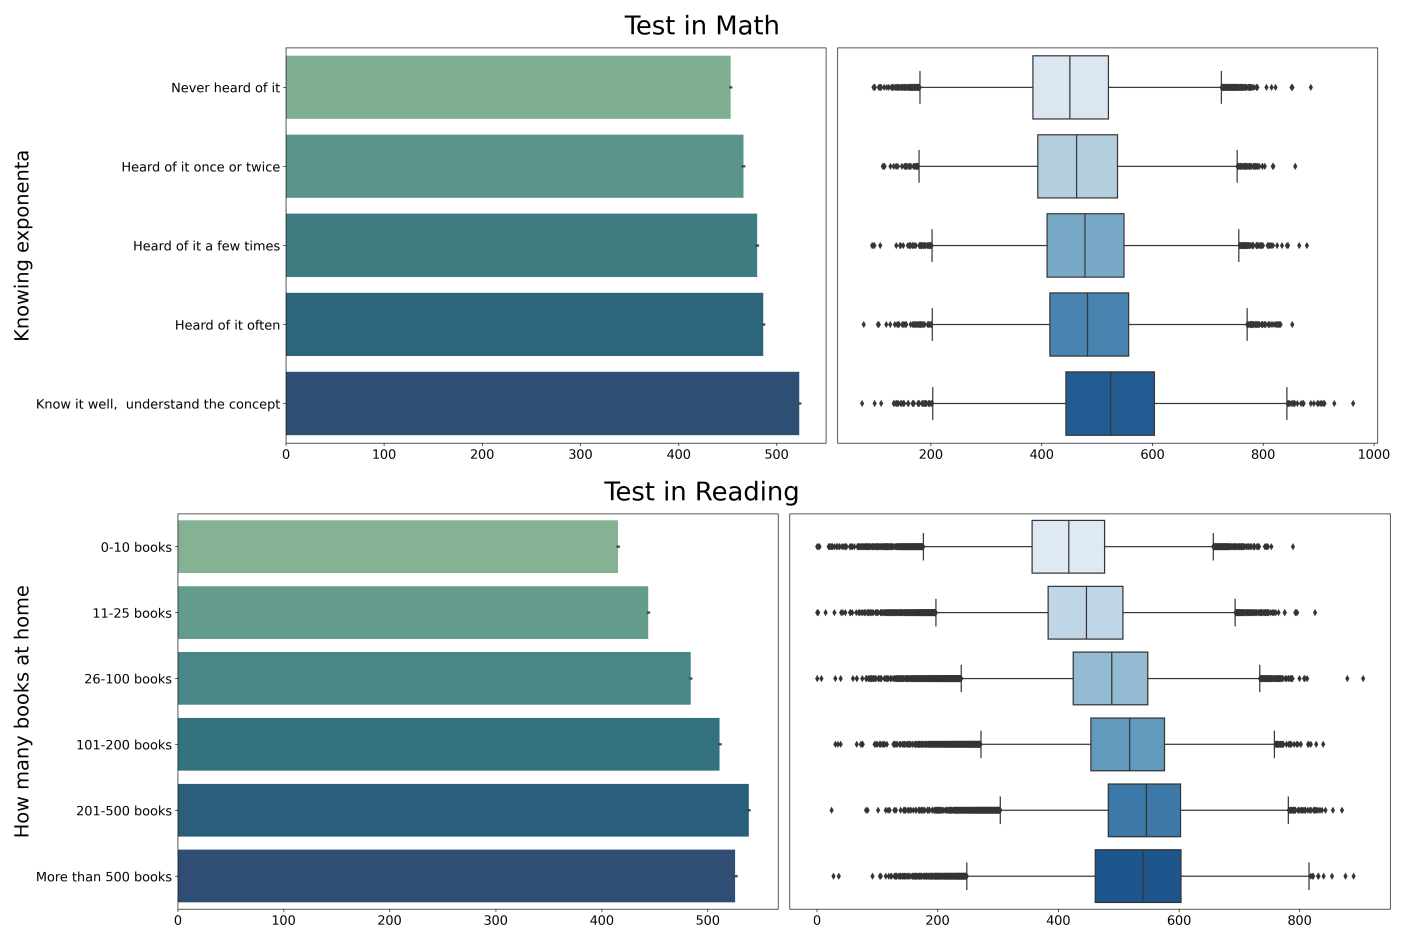 Test in Math
Knowing exponenta
Never heard of it
Heard of it once or twice
Heard of it a few times
Heard of it often
Know it well,  understand the concept
0 100 200 300 400 500
200 400 600 800 1000
Test in Reading
How many books at home
0-10 books
11-25 books
26-100 books
101-200 books
201-500 books
More than 500 books
0 100 200 300 400 500
0 200 400 600 800